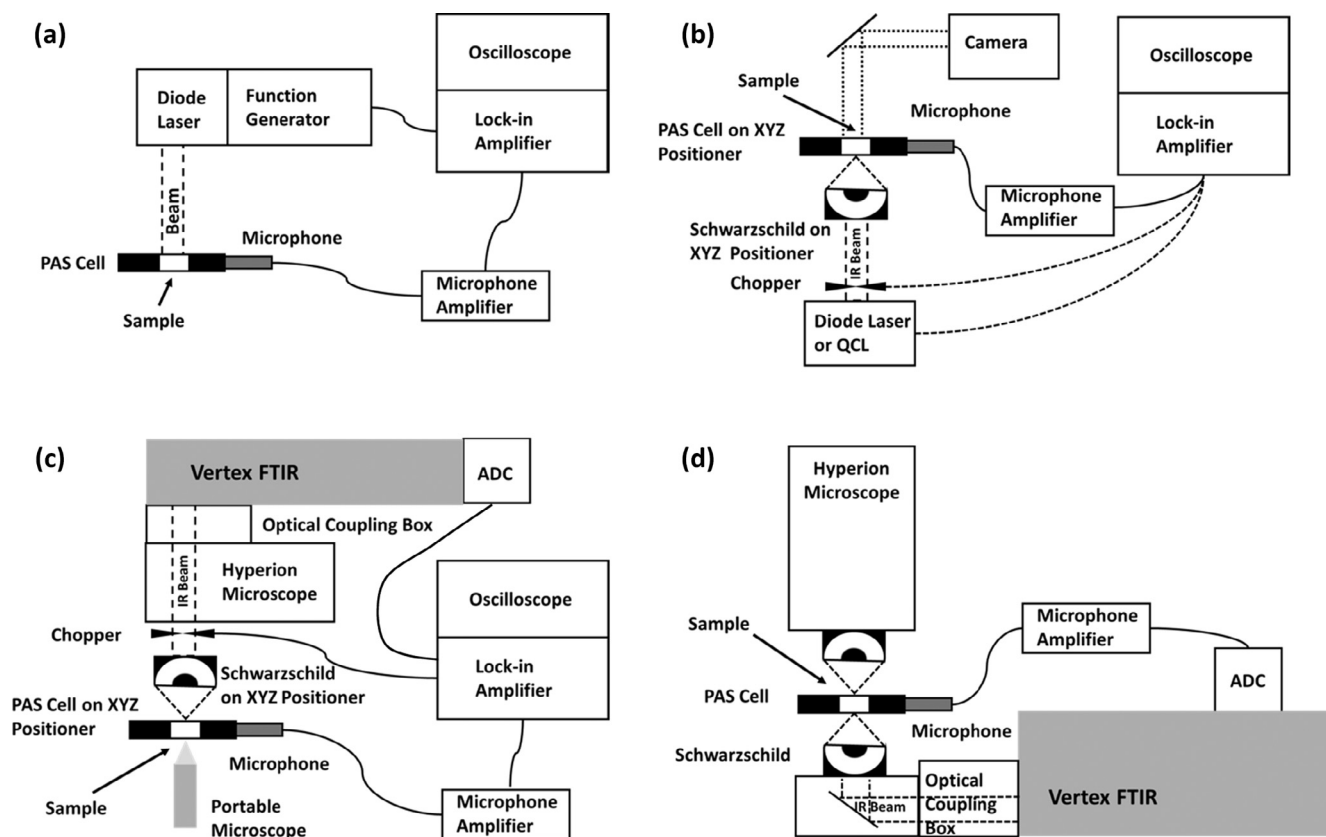 (a)
Diode
Laser
Function
Generator
Oscilloscope
Lock-in
Amplifier
Beam
Microphone
PAS Cell
Microphone
Amplifier
Sample
(b)
Camera
Oscilloscope
Sample
Microphone
Lock-in
Amplifier
PAS Cell on XYZ
Positioner
Microphone
Amplifier
Schwarzschild on
XYZ Positioner
IR Beam
Chopper
Diode Laser
or QCL
(c)
Vertex FTIR
ADC
Optical Coupling Box
IR Beam
Hyperion
Microscope
Oscilloscope
Chopper
Schwarzschild
on XYZ Positioner
Lock-in
Amplifier
PAS Cell on XYZ
Positioner
Microphone
Sample
Portable
Microscope
Microphone
Amplifier
(d)
Hyperion
Microscope
Sample
Microphone
Amplifier
PAS Cell
ADC
Microphone
Schwarzschild
Optical
Coupling
Box
IR Beam
Vertex FTIR